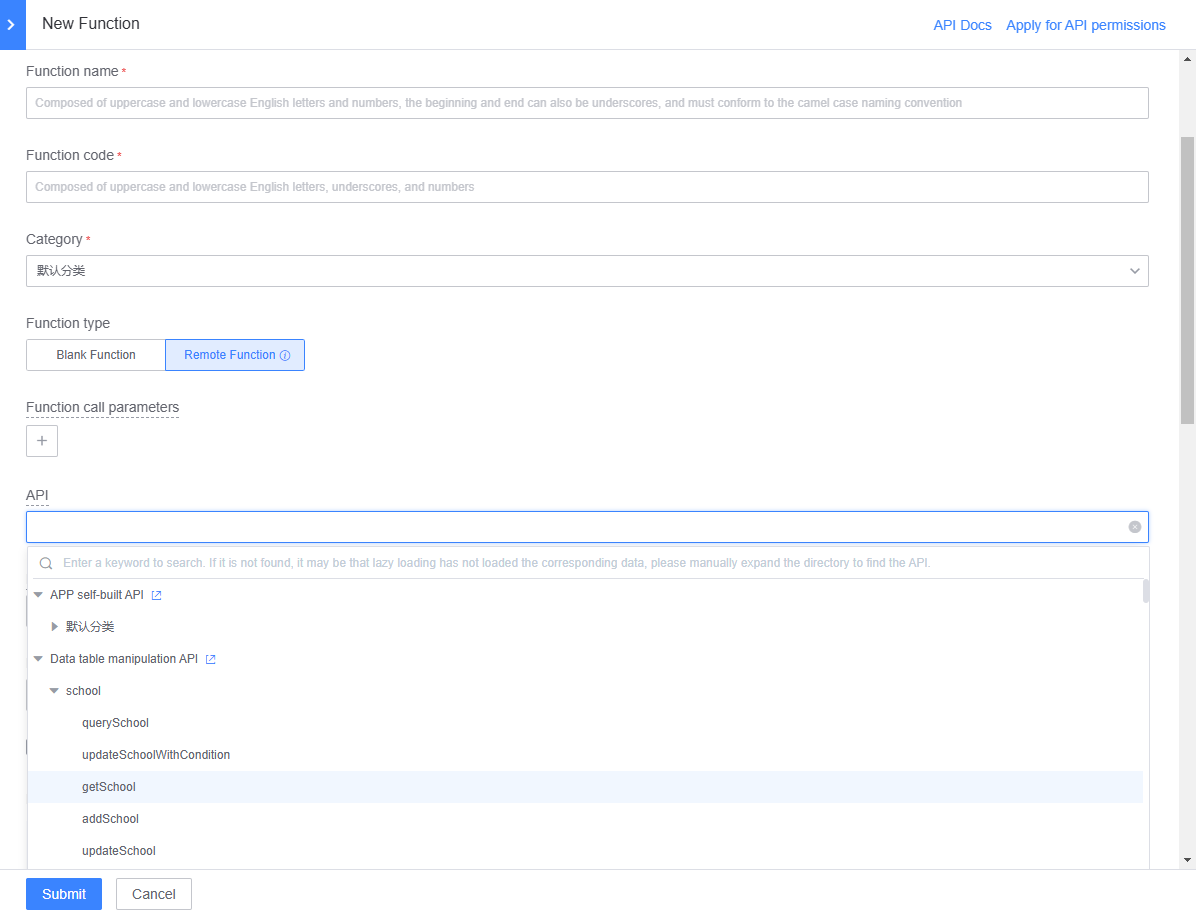 New Function
API Docs
Apply for API permissions
Function name *
Composed of uppercase and lowercase English letters and numbers, the beginning and end can also be underscores, and must conform to the camel case naming convention
Function code *
Composed of uppercase and lowercase English letters, underscores, and numbers
Category *
默认分类
Function type
Blank Function
Remote Function
Function call parameters
+
API
Enter a keyword to search. If it is not found, it may be that lazy loading has not loaded the corresponding data, please manually expand the directory to find the API.
APP self-built API
默认分类
Data table manipulation API
school
querySchool
updateSchoolWithCondition
getSchool
addSchool
updateSchool
Submit
Cancel